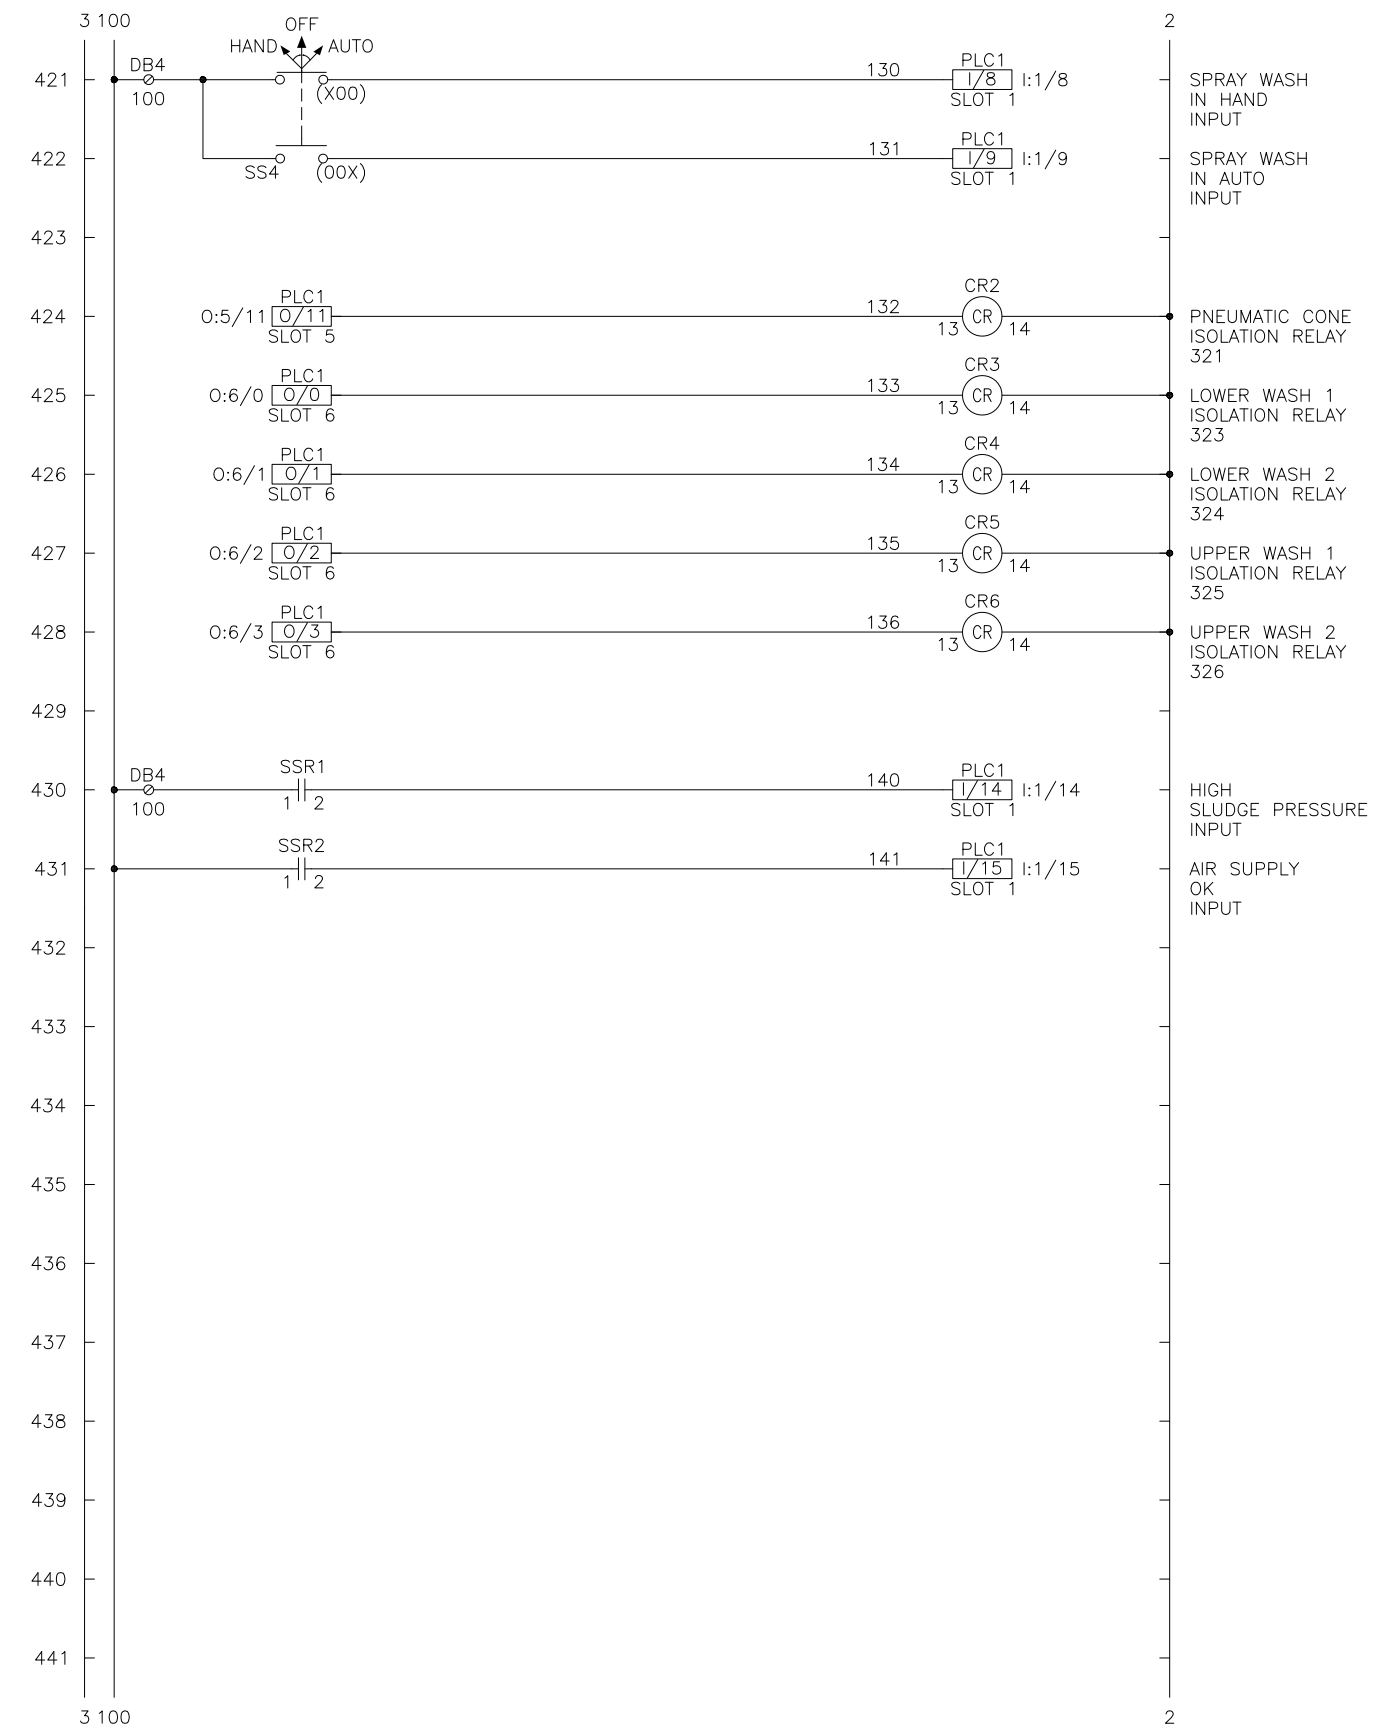 3 100
2
OFF
HAND AUTO
421 DB4 130 PLC1 SPRAY WASH
100 (X00) I/8 I:1/8 IN HAND
SLOT 1 INPUT
422 131 PLC1 SPRAY WASH
SS4 (00X) I/9 I:1/9 IN AUTO
SLOT 1 INPUT
423
424 PLC1 132 CR2 PNEUMATIC CONE
O:5/11 O/11 13 CR 14 ISOLATION RELAY
SLOT 5 321
425 PLC1 133 CR3 LOWER WASH 1
O:6/0 O/0 13 CR 14 ISOLATION RELAY
SLOT 6 323
426 PLC1 134 CR4 LOWER WASH 2
O:6/1 O/1 13 CR 14 ISOLATION RELAY
SLOT 6 324
427 PLC1 135 CR5 UPPER WASH 1
O:6/2 O/2 13 CR 14 ISOLATION RELAY
SLOT 6 325
428 PLC1 136 CR6 UPPER WASH 2
O:6/3 O/3 13 CR 14 ISOLATION RELAY
SLOT 6 326
429
430 DB4 SSR1 140 PLC1 HIGH
100 1 2 I/14 I:1/14 SLUDGE PRESSURE
SLOT 1 INPUT
431 SSR2 141 PLC1 AIR SUPPLY
1 2 I/15 I:1/15 OK
SLOT 1 INPUT
432
433
434
435
436
437
438
439
440
441
3 100
2